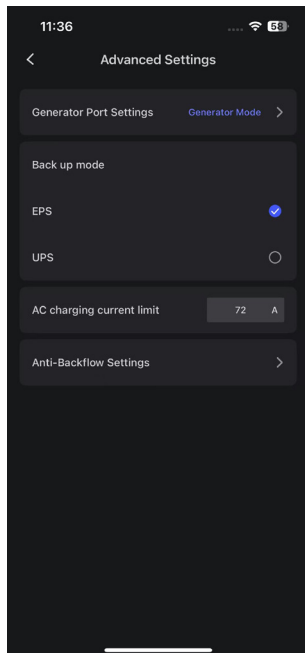 11:36
58
Advanced Settings
Generator Port Settings Generator Mode
Back up mode
EPS
UPS
AC charging current limit 72 A
Anti-Backflow Settings